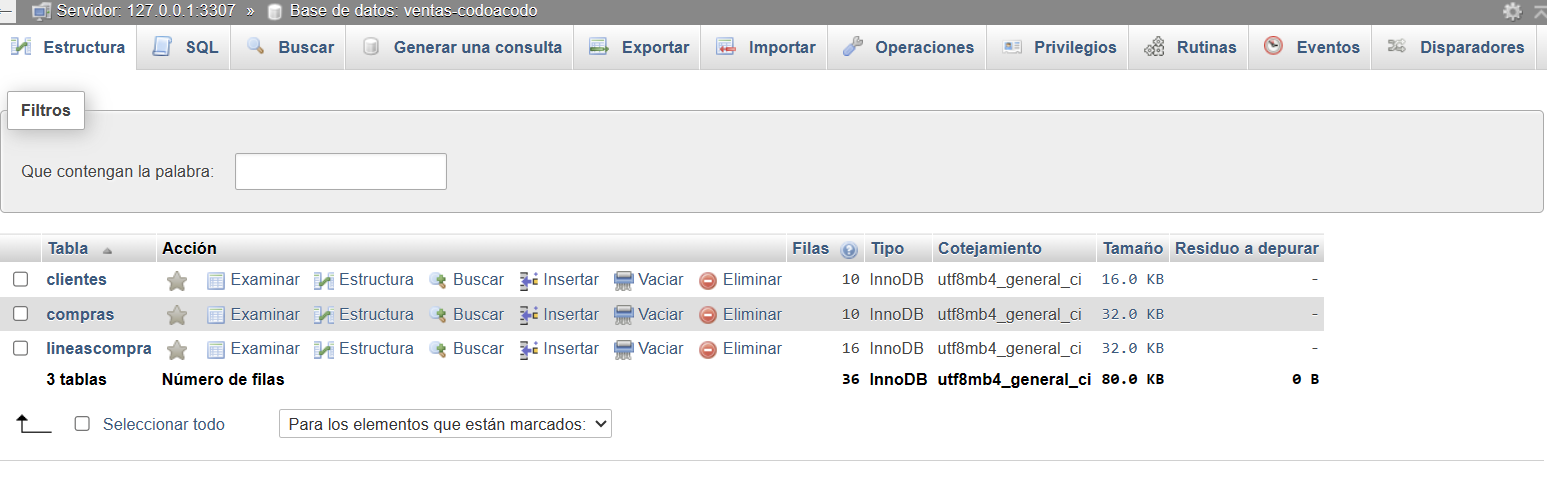 Servidor: 127.0.0.1:3307 » Base de datos: ventas-codoacodo
Estructura SQL Buscar Generar una consulta Exportar Importar Operaciones Privilegios Rutinas Eventos Disparadores
Filtros
Que contengan la palabra:
Tabla Acción Filas Tipo Cotejamiento Tamaño Residuo a depurar
clientes Examinar Estructura Buscar Insertar Vaciar Eliminar 10 InnoDB utf8mb4_general_ci 16.0 KB -
compras Examinar Estructura Buscar Insertar Vaciar Eliminar 10 InnoDB utf8mb4_general_ci 32.0 KB -
lineascompra Examinar Estructura Buscar Insertar Vaciar Eliminar 16 InnoDB utf8mb4_general_ci 32.0 KB -
3 tablas Número de filas 36 InnoDB utf8mb4_general_ci 80.0 KB 0 B
Seleccionar todo Para los elementos que están marcados: